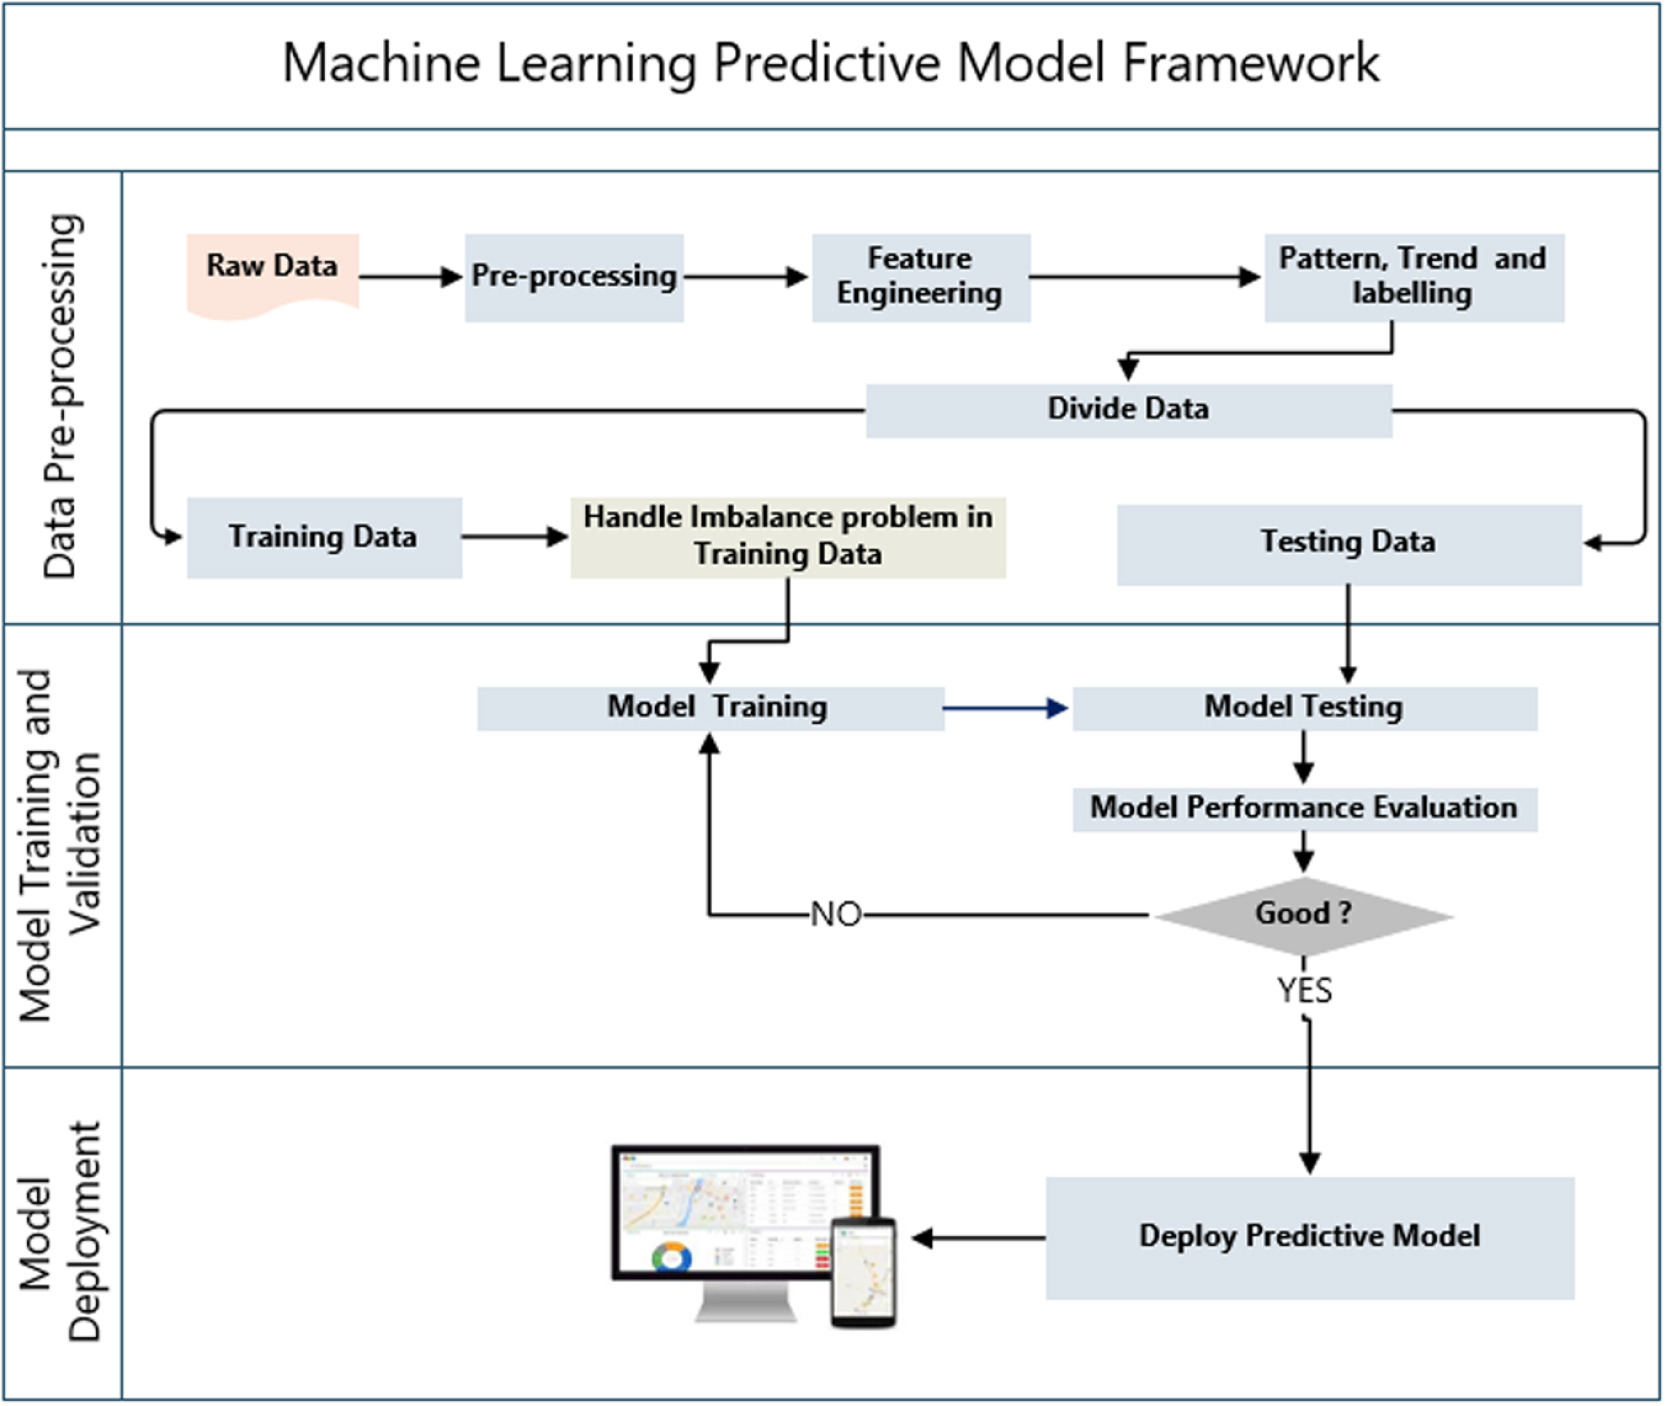 Machine Learning Predictive Model Framework
Data Pre-processing
Raw Data
Pre-processing
Feature
Engineering
Pattern, Trend and
labelling
Divide Data
Training Data
Handle Imbalance problem in
Training Data
Testing Data
Model Training and
Validation
Model Training
Model Testing
Model Performance Evaluation
Good ?
NO
YES
Model
Deployment
Deploy Predictive Model